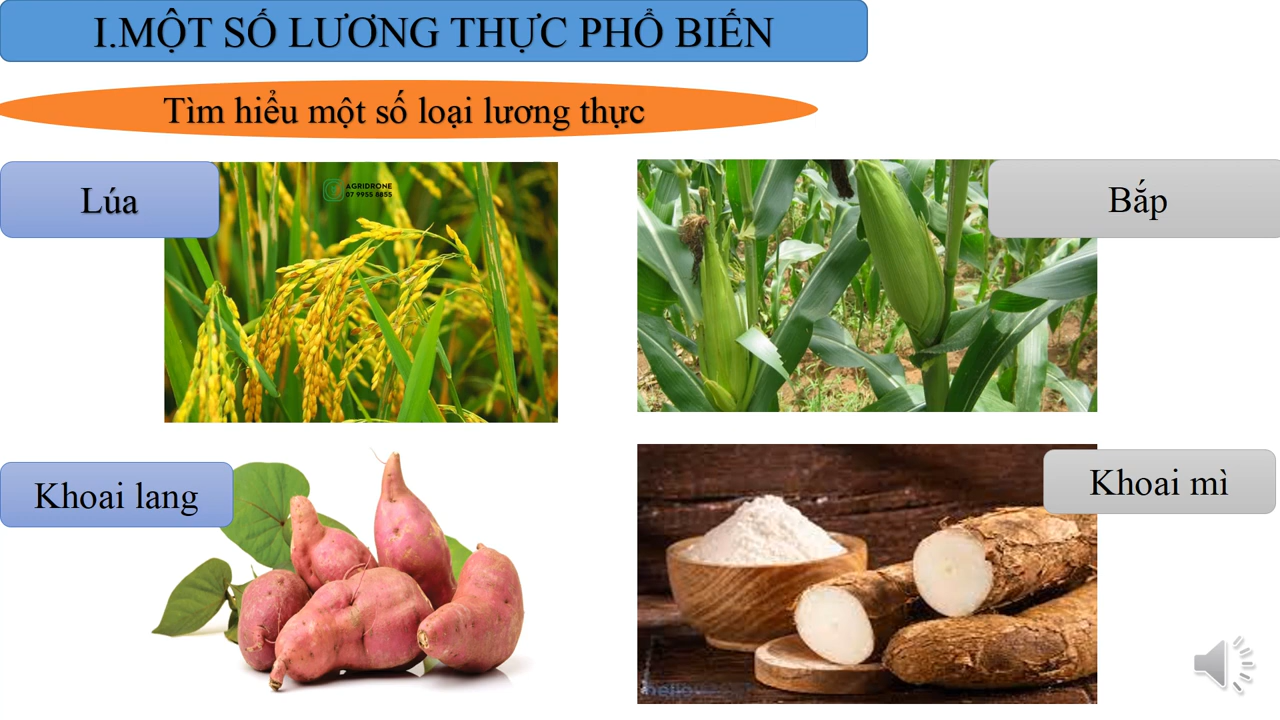 I.MỘT SỐ LƯƠNG THỰC PHỔ BIẾN
Tìm hiểu một số loại lương thực
Lúa
AGRIDRONE
07 9955 8855
Bắp
Khoai lang
Khoai mì